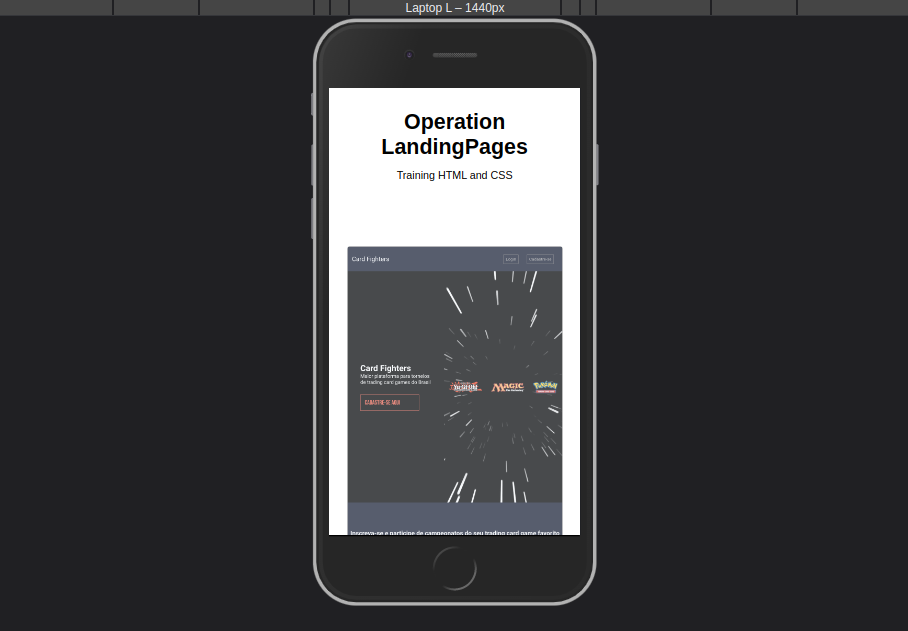 Laptop L – 1440px
Operation
LandingPages
Training HTML and CSS
Card Fighters
Login
Card Fighters
Maior plataforma para torneios
de trading card games do Brasil
CADASTRE-SE AQUI
MAGIC
Pokémon
Inscreva-se e participe de campeonatos do seu trading card game favorito